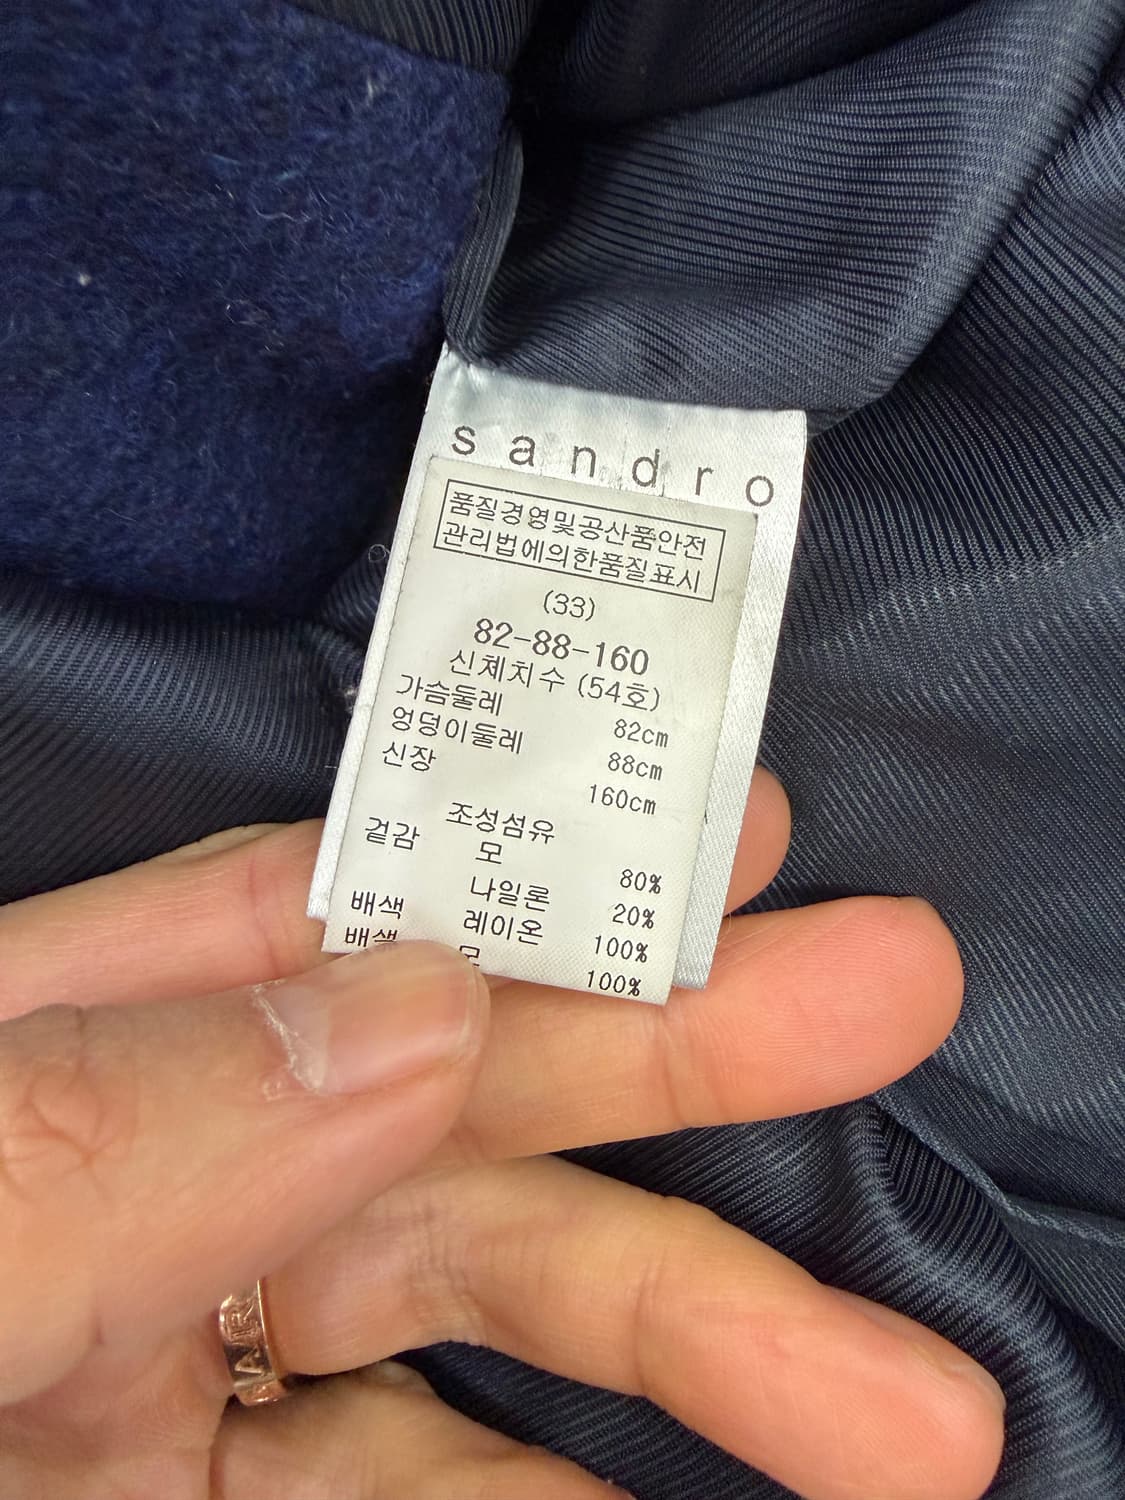 sandro
품질경영및공산품안전
관리법에의한품질표시
(33)
82-88-160
신체치수 (54호)
가슴둘레 82cm
엉덩이둘레 88cm
신장 160cm
조성섬유
겉감 모 80%
나일론 20%
배색 레이온 100%
배색 모 100%